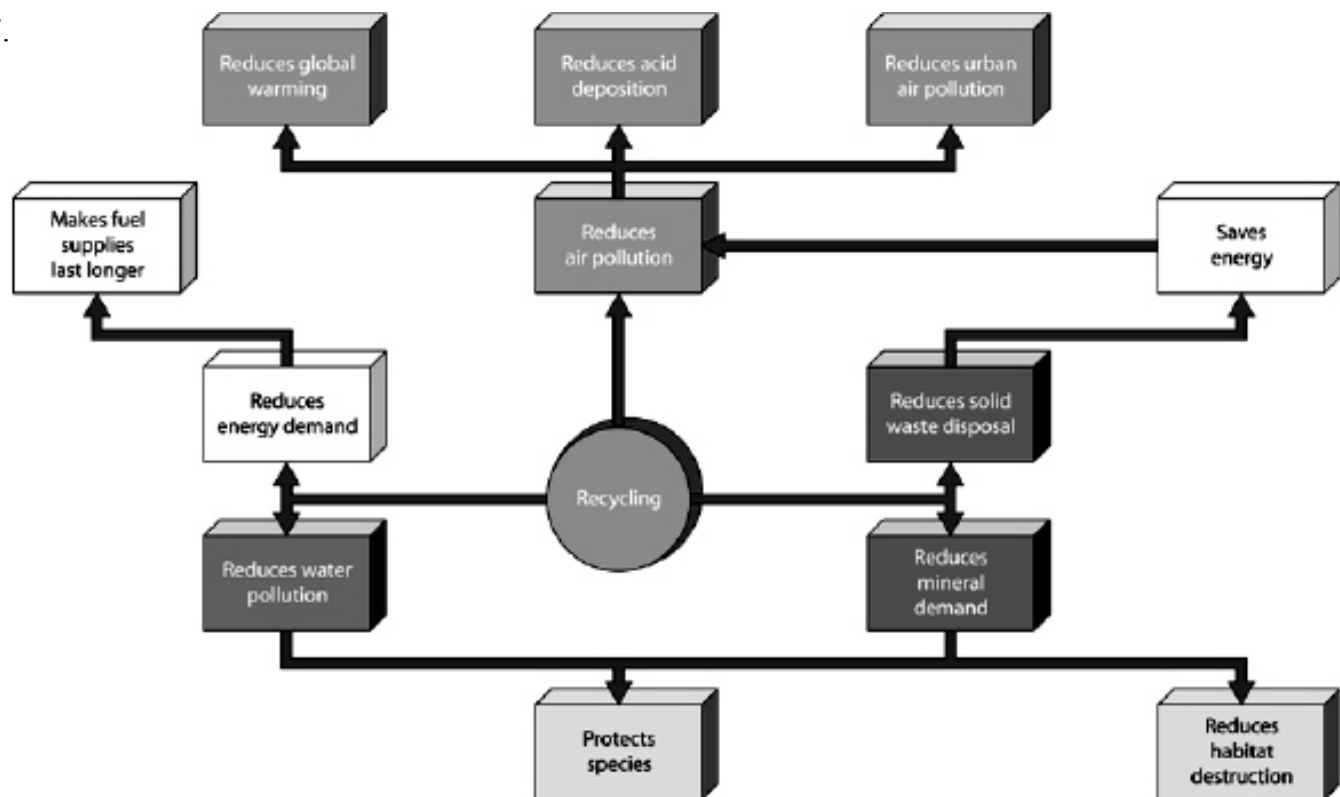 Reduces global
warming
Reduces acid
deposition
Reduces urban
air pollution
Makes fuel
supplies
last longer
Reduces
air pollution
Saves
energy
Reduces
energy demand
Reduces solid
waste disposal
Recycling
Reduces water
pollution
Reduces
mineral
demand
Protects
species
Reduces
habitat
destruction